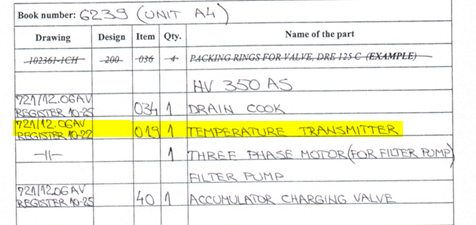 Book number: 6239 (UNIT A4)
Drawing Design Item Qty. Name of the part
102361-1CH 200 036 4 PACKING RINGS FOR VALVE, DRE 125 C (EXAMPLE)
HV 350 AS
721/12.06AV
REGISTER 10-25 034 1 DRAIN COOK
721/12.06AV
REGISTER 10-22 019 1 TEMPERATURE TRANSMITTER
-||- 1 THREE PHASE MOTOR (FOR FILTER PUMP)
FILTER PUMP
721/12.06AV
REGISTER 10-25 40 1 ACCUMULATOR CHARGING VALVE